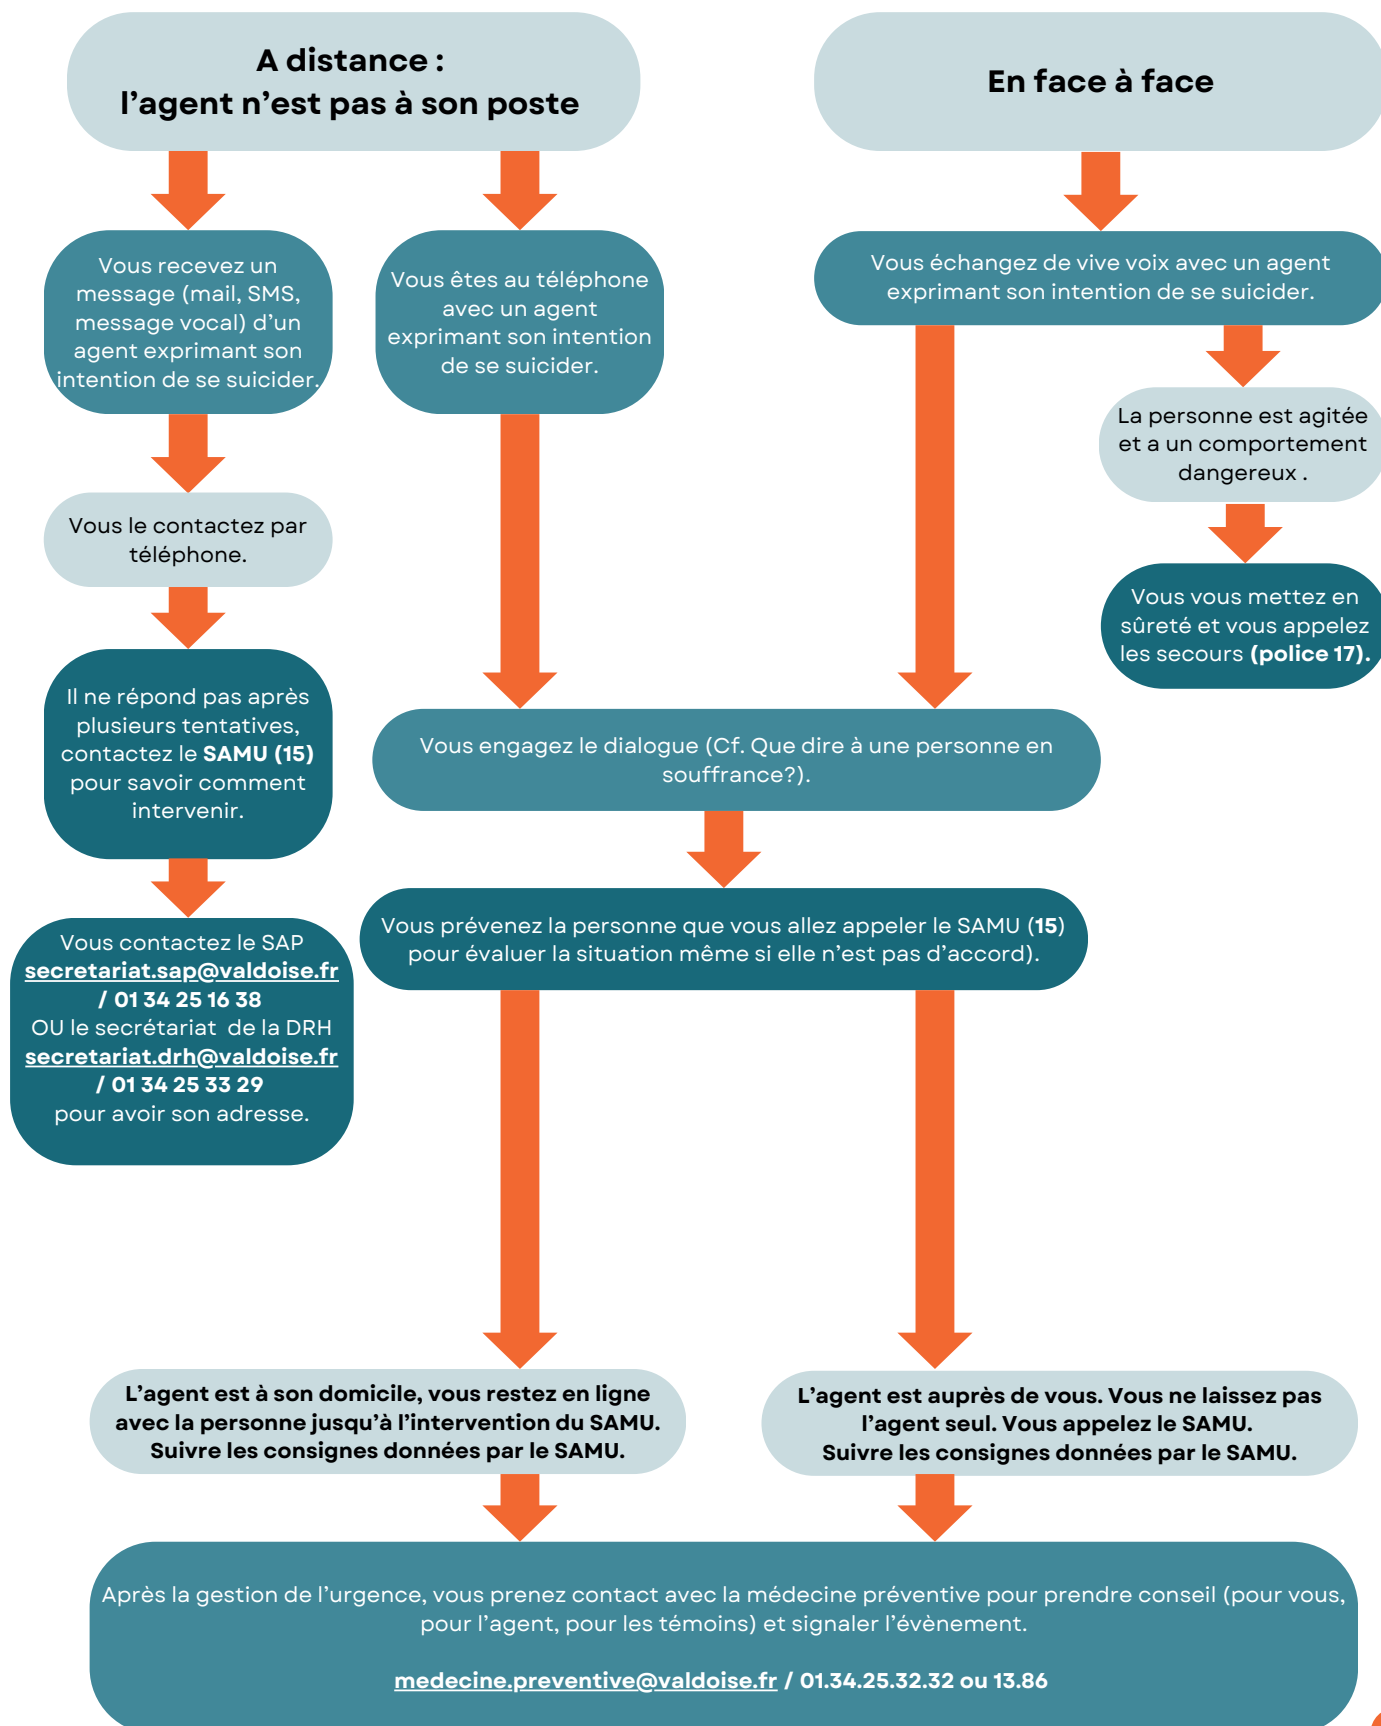 A distance :
l’agent n’est pas à son poste
Vous recevez un
message (mail, SMS,
message vocal) d’un
agent exprimant son
intention de se suicider.
Vous le contactez par
téléphone.
Il ne répond pas après
plusieurs tentatives,
contactez le SAMU (15)
pour savoir comment
intervenir.
Vous contactez le SAP
secretariat.sap@valdoise.fr
/ 01 34 25 16 38
OU le secrétariat de la DRH
secretariat.drh@valdoise.fr
/ 01 34 25 33 29
pour avoir son adresse.
Vous êtes au téléphone
avec un agent
exprimant son intention
de se suicider.
En face à face
Vous échangez de vive voix avec un agent
exprimant son intention de se suicider.
La personne est agitée
et a un comportement
dangereux .
Vous vous mettez en
sûreté et vous appelez
les secours (police 17).
Vous engagez le dialogue (Cf. Que dire à une personne en
souffrance?).
Vous prévenez la personne que vous allez appeler le SAMU (15)
pour évaluer la situation même si elle n’est pas d’accord).
L’agent est à son domicile, vous restez en ligne
avec la personne jusqu’à l’intervention du SAMU.
Suivre les consignes données par le SAMU.
L’agent est auprès de vous. Vous ne laissez pas
l’agent seul. Vous appelez le SAMU.
Suivre les consignes données par le SAMU.
Après la gestion de l’urgence, vous prenez contact avec la médecine préventive pour prendre conseil (pour vous,
pour l’agent, pour les témoins) et signaler l’évènement.
medecine.preventive@valdoise.fr / 01.34.25.32.32 ou 13.86